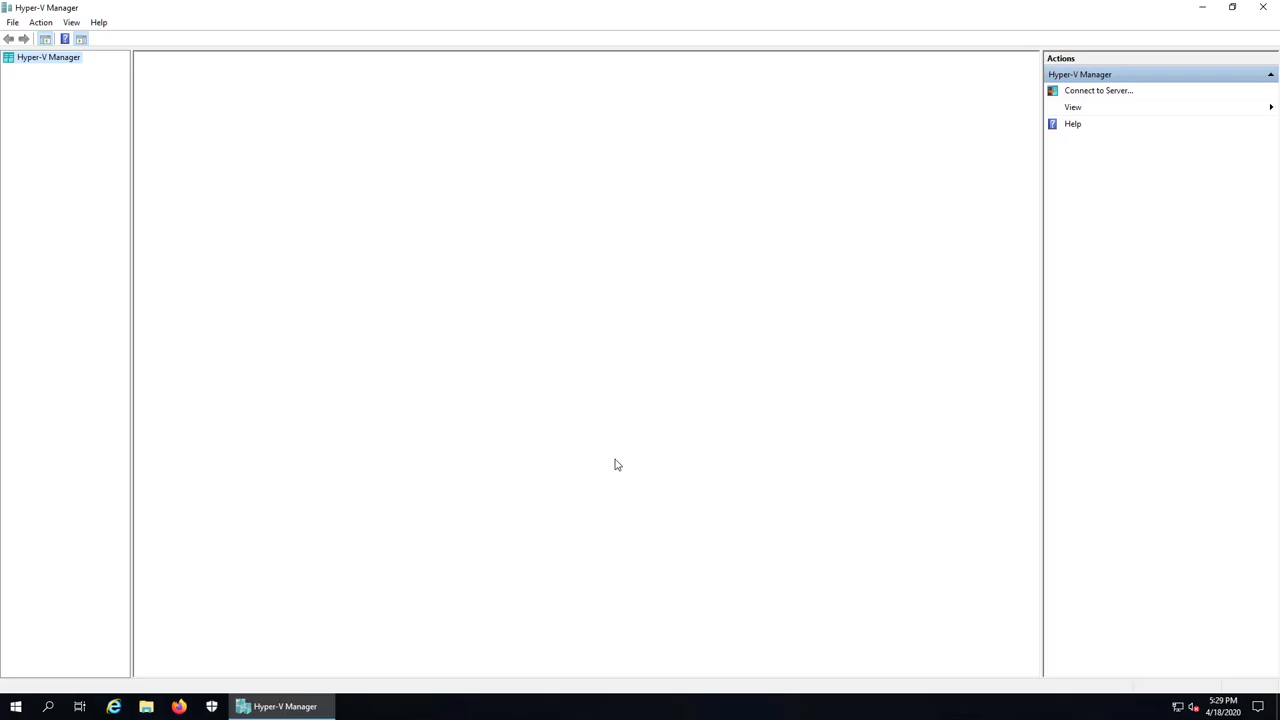 Hyper-V Manager
File Action View Help
Hyper-V Manager
Actions
Hyper-V Manager
Connect to Server...
View
Help
Hyper-V Manager
5:29 PM
4/18/2020